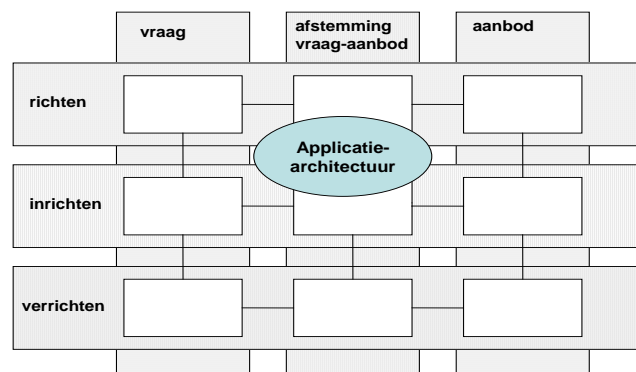 vraag
afstemming
vraag-aanbod
aanbod
richten
Applicatie-
architectuur
inrichten
verrichten